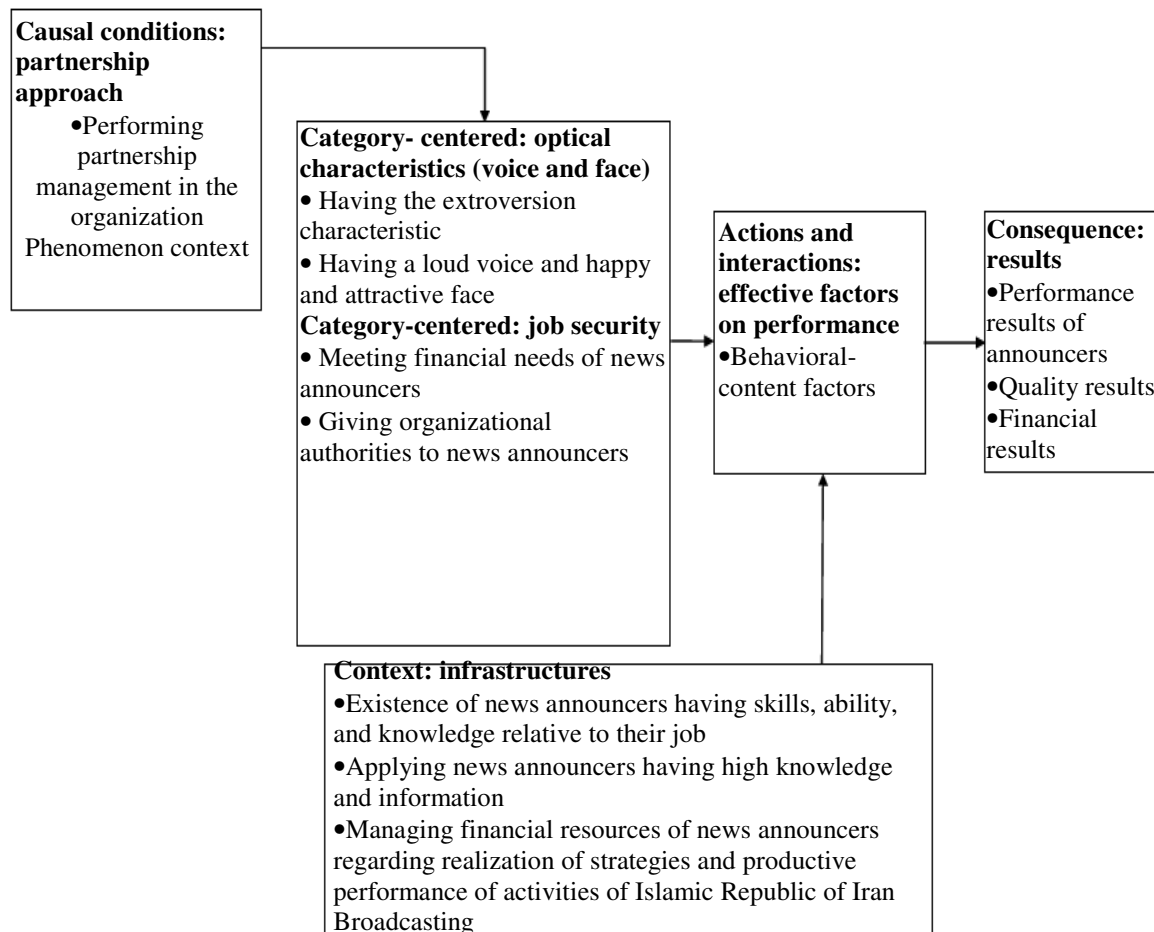 Causal conditions:
partnership
approach
•Performing
partnership
management in the
organization
Phenomenon context
Category- centered: optical
characteristics (voice and face)
• Having the extroversion
characteristic
• Having a loud voice and happy
and attractive face
Category-centered: job security
• Meeting financial needs of news
announcers
• Giving organizational
authorities to news announcers
Actions and
interactions:
effective factors
on performance
•Behavioral-
content factors
Consequence:
results
•Performance
results of
announcers
•Quality results
•Financial
results
Context: infrastructures
•Existence of news announcers having skills, ability,
and knowledge relative to their job
•Applying news announcers having high knowledge
and information
•Managing financial resources of news announcers
regarding realization of strategies and productive
performance of activities of Islamic Republic of Iran
Broadcasting